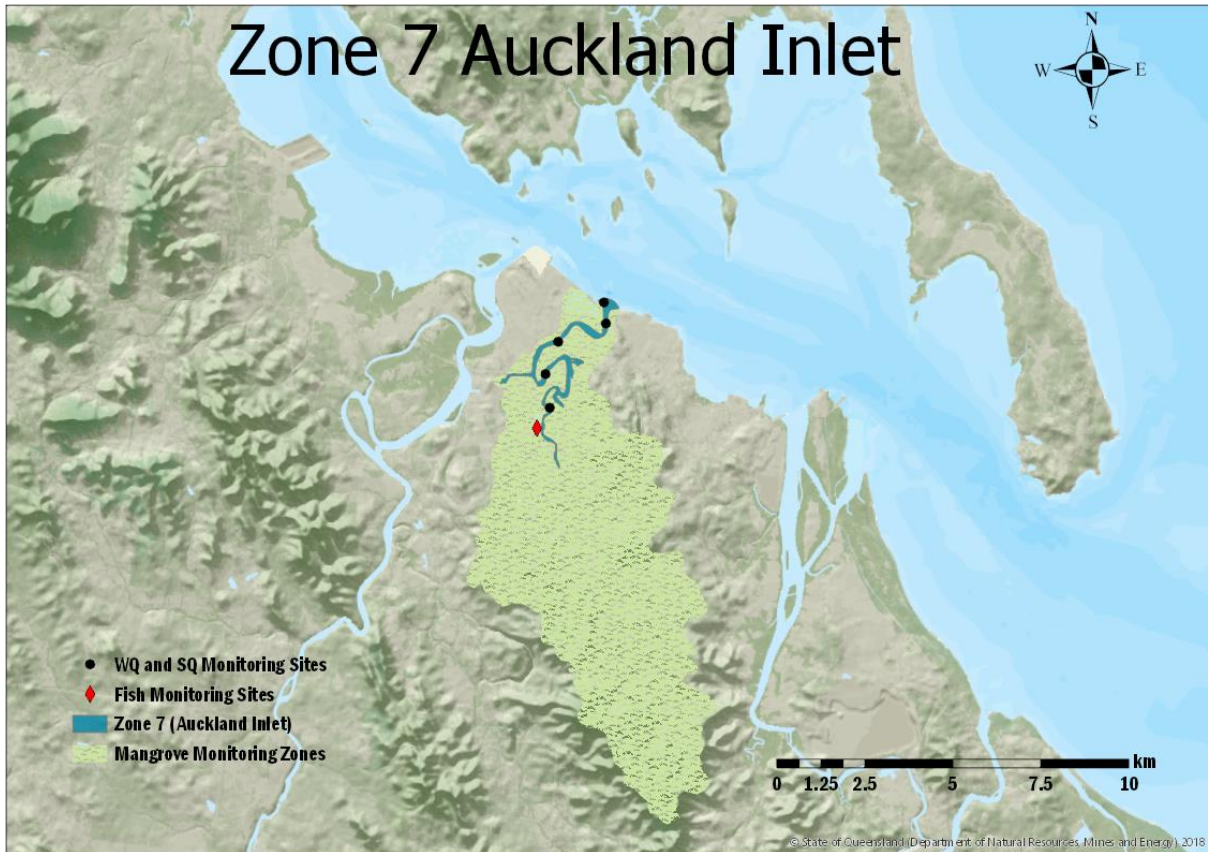 Zone 7 Auckland Inlet
N
W E
S
WQ and SQ Monitoring Sites
Fish Monitoring Sites
Zone 7 (Auckland Inlet)
Mangrove Monitoring Zones
km
0 1.25 2.5 5 7.5 10
© State of Queensland (Department of Natural Resources, Mines and Energy) 2018